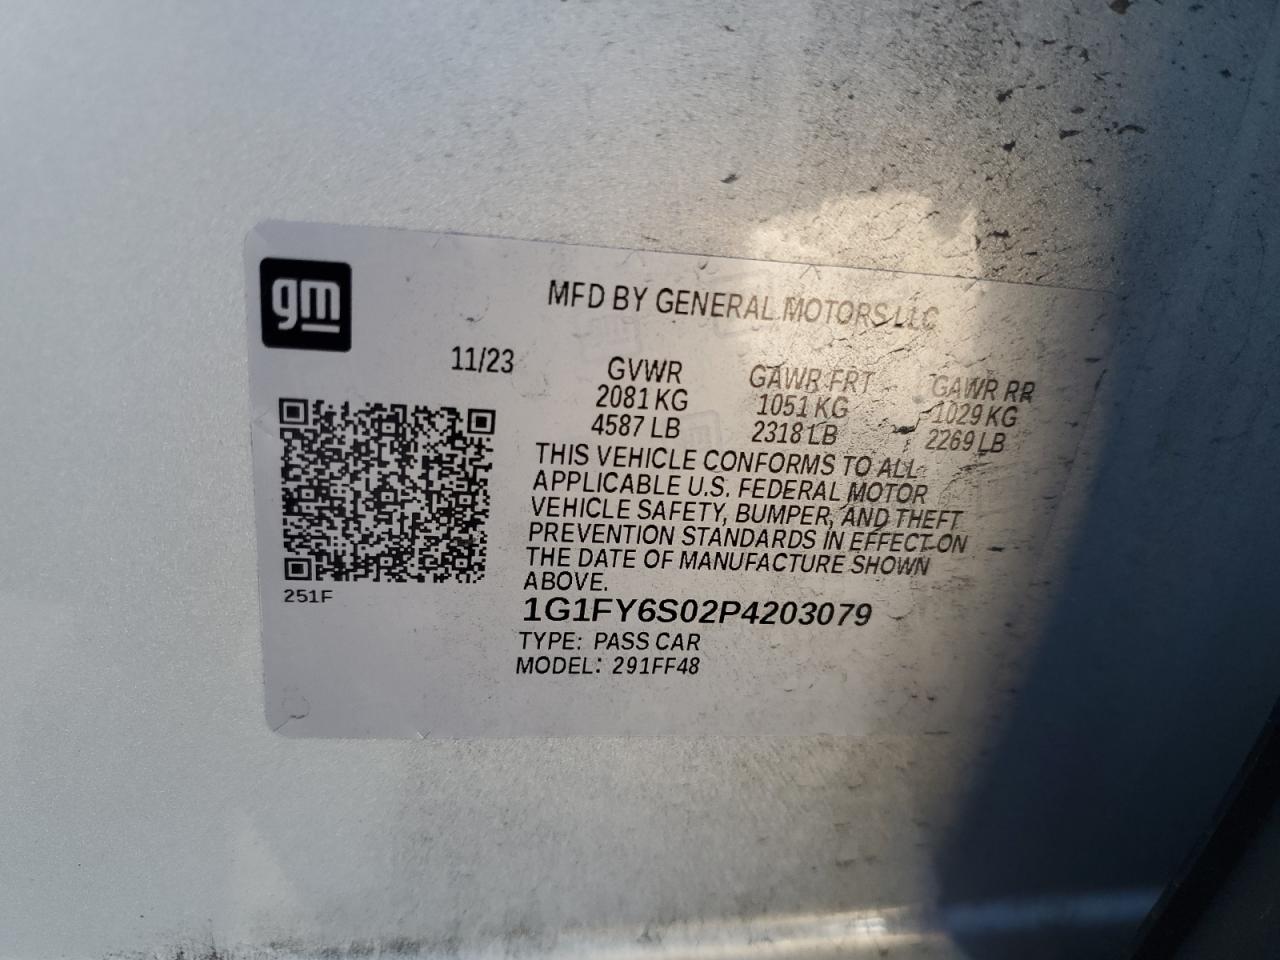 gm
MFD BY GENERAL MOTORS LLC
11/23
GVWR GAWR FRT GAWR RR
2081 KG 1051 KG 1029 KG
4587 LB 2318 LB 2269 LB
THIS VEHICLE CONFORMS TO ALL
APPLICABLE U.S. FEDERAL MOTOR
VEHICLE SAFETY, BUMPER, AND THEFT
PREVENTION STANDARDS IN EFFECT ON
THE DATE OF MANUFACTURE SHOWN
ABOVE.
251F
1G1FY6S02P4203079
TYPE: PASS CAR
MODEL: 291FF48